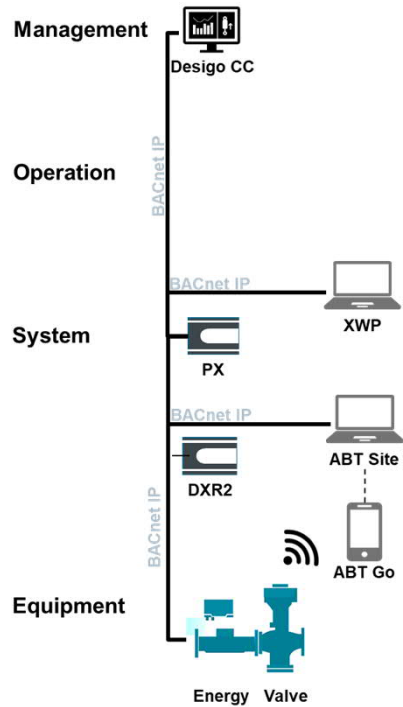 Management
Desigo CC
BACnet IP
Operation
BACnet IP
XWP
System
PX
BACnet IP
ABT Site
DXR2
BACnet IP
ABT Go
Equipment
Energy Valve